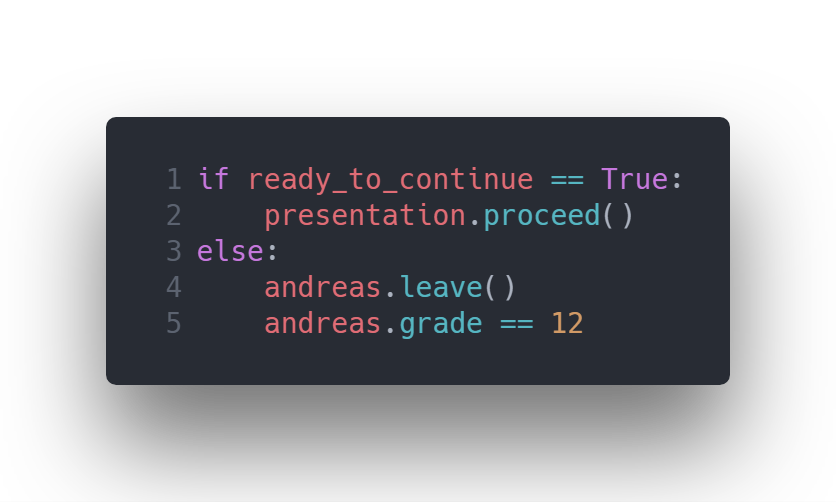 1 if ready_to_continue == True:
2     presentation.proceed()
3 else:
4     andreas.leave()
5     andreas.grade == 12